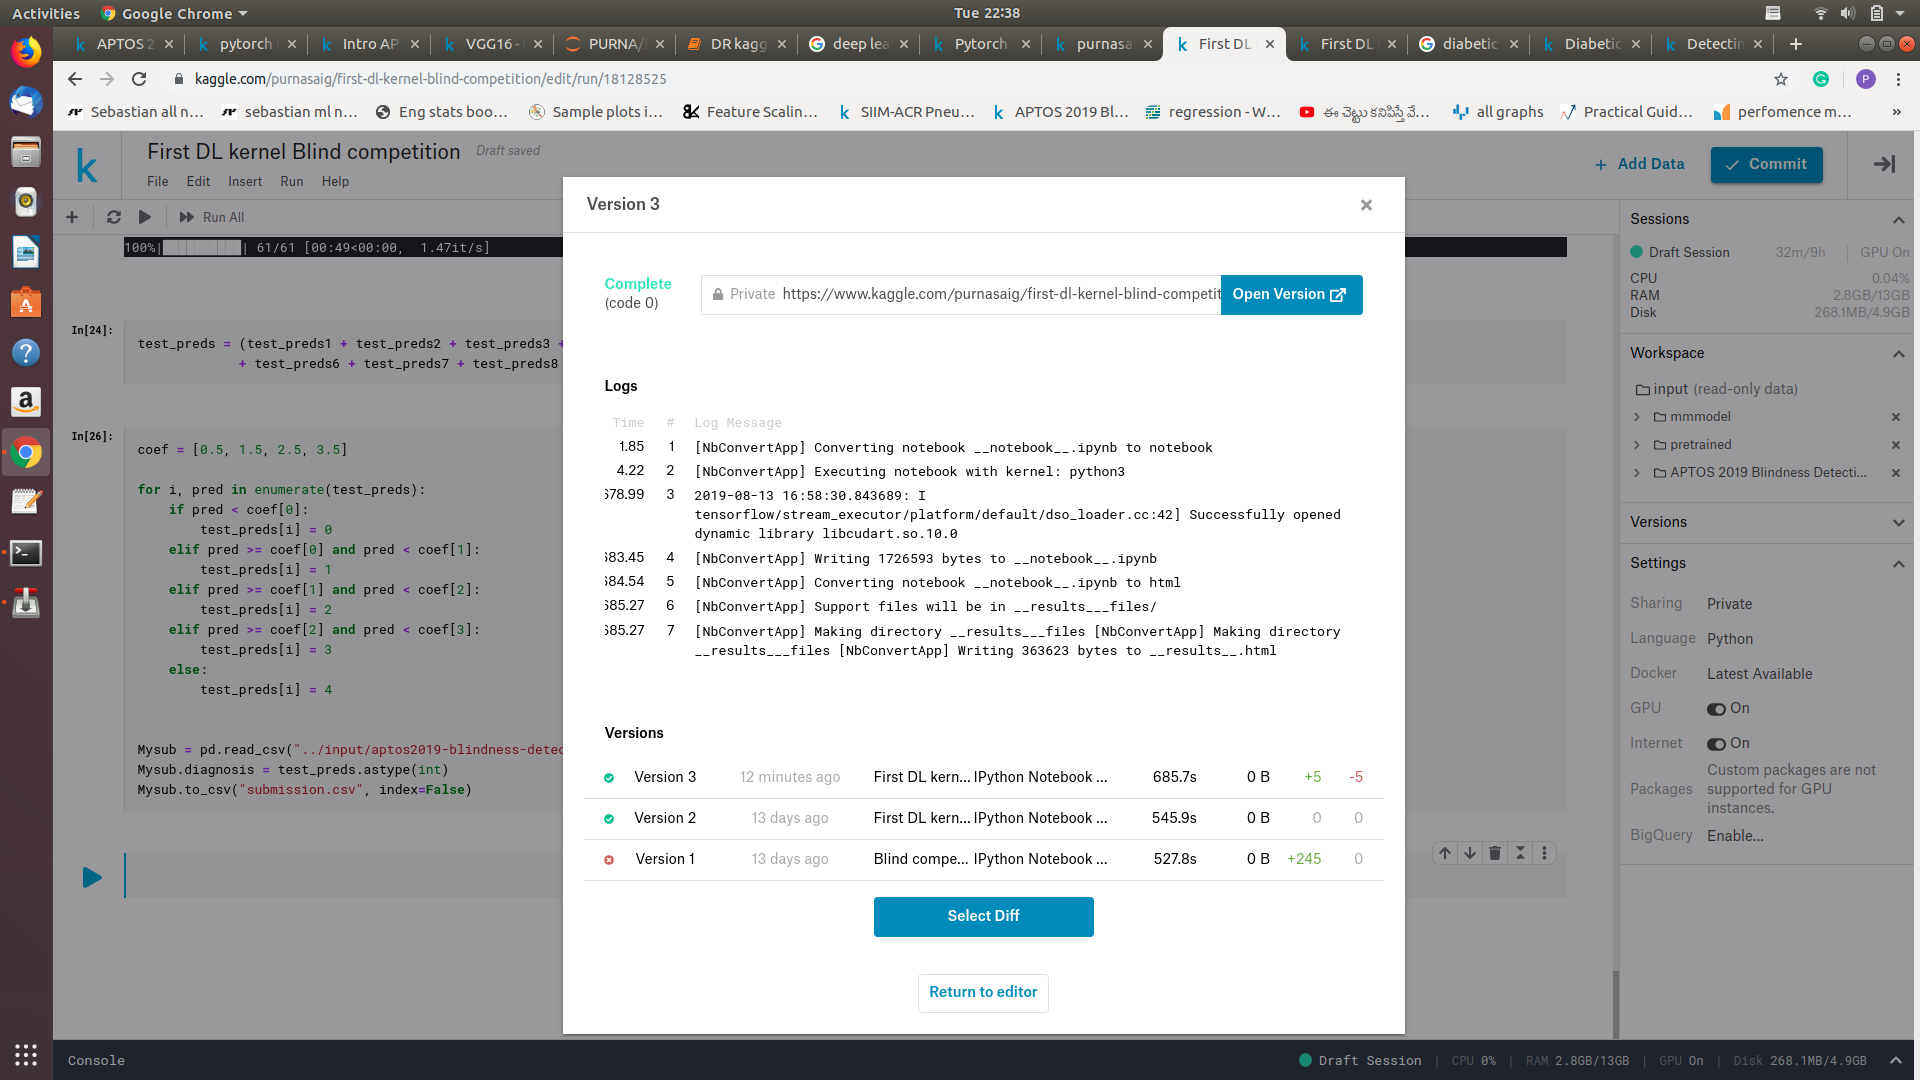 Activities
Google Chrome
Tue 22:38
APTOS 2
pytorch
Intro AP
VGG16 -
PURNA/
DR kagg
deep lea
Pytorch
purnasa
First DL
First DL
diabetic
Diabetic
Detectin
kaggle.com/purnasaig/first-dl-kernel-blind-competition/edit/run/18128525
P
Sebastian all n...
sebastian ml n...
Eng stats boo...
Sample plots i...
Feature Scalin...
SIIM-ACR Pneu...
APTOS 2019 Bl...
regression - W...
ఈ చెట్టు కనిపిస్తే వే...
all graphs
Practical Guid...
perfomence m...
»
k
First DL kernel Blind competition
Draft saved
File Edit Insert Run Help
+ Add Data
Commit
Run All
100%|██████████| 61/61 [00:49<00:00, 1.47it/s]
In[24]:
test_preds = (test_preds1 + test_preds2 + test_preds3 +
+ test_preds6 + test_preds7 + test_preds8
In[26]:
coef = [0.5, 1.5, 2.5, 3.5]
for i, pred in enumerate(test_preds):
if pred < coef[0]:
test_preds[i] = 0
elif pred >= coef[0] and pred < coef[1]:
test_preds[i] = 1
elif pred >= coef[1] and pred < coef[2]:
test_preds[i] = 2
elif pred >= coef[2] and pred < coef[3]:
test_preds[i] = 3
else:
test_preds[i] = 4
Mysub = pd.read_csv("../input/aptos2019-blindness-detec
Mysub.diagnosis = test_preds.astype(int)
Mysub.to_csv("submission.csv", index=False)
Version 3
Complete
(code 0)
Private https://www.kaggle.com/purnasaig/first-dl-kernel-blind-competit
Open Version
Logs
Time # Log Message
1.85 1 [NbConvertApp] Converting notebook __notebook__.ipynb to notebook
4.22 2 [NbConvertApp] Executing notebook with kernel: python3
678.99 3 2019-08-13 16:58:30.843689: I
tensorflow/stream_executor/platform/default/dso_loader.cc:42] Successfully opened
dynamic library libcudart.so.10.0
683.45 4 [NbConvertApp] Writing 1726593 bytes to __notebook__.ipynb
684.54 5 [NbConvertApp] Converting notebook __notebook__.ipynb to html
685.27 6 [NbConvertApp] Support files will be in __results___files/
685.27 7 [NbConvertApp] Making directory __results___files [NbConvertApp] Making directory
__results___files [NbConvertApp] Writing 363623 bytes to __results__.html
Versions
Version 3 12 minutes ago First DL kern... IPython Notebook ... 685.7s 0 B +5 -5
Version 2 13 days ago First DL kern... IPython Notebook ... 545.9s 0 B 0 0
Version 1 13 days ago Blind compe... IPython Notebook ... 527.8s 0 B +245 0
Select Diff
Return to editor
Sessions
Draft Session 32m/9h GPU On
CPU 0.04%
RAM 2.8GB/13GB
Disk 268.1MB/4.9GB
Workspace
input (read-only data)
mmmodel
pretrained
APTOS 2019 Blindness Detecti...
Versions
Settings
Sharing Private
Language Python
Docker Latest Available
GPU On
Internet On
Packages Custom packages are not
supported for GPU
instances.
BigQuery Enable...
Console
Draft Session | CPU 0% | RAM 2.8GB/13GB | GPU On | Disk 268.1MB/4.9GB